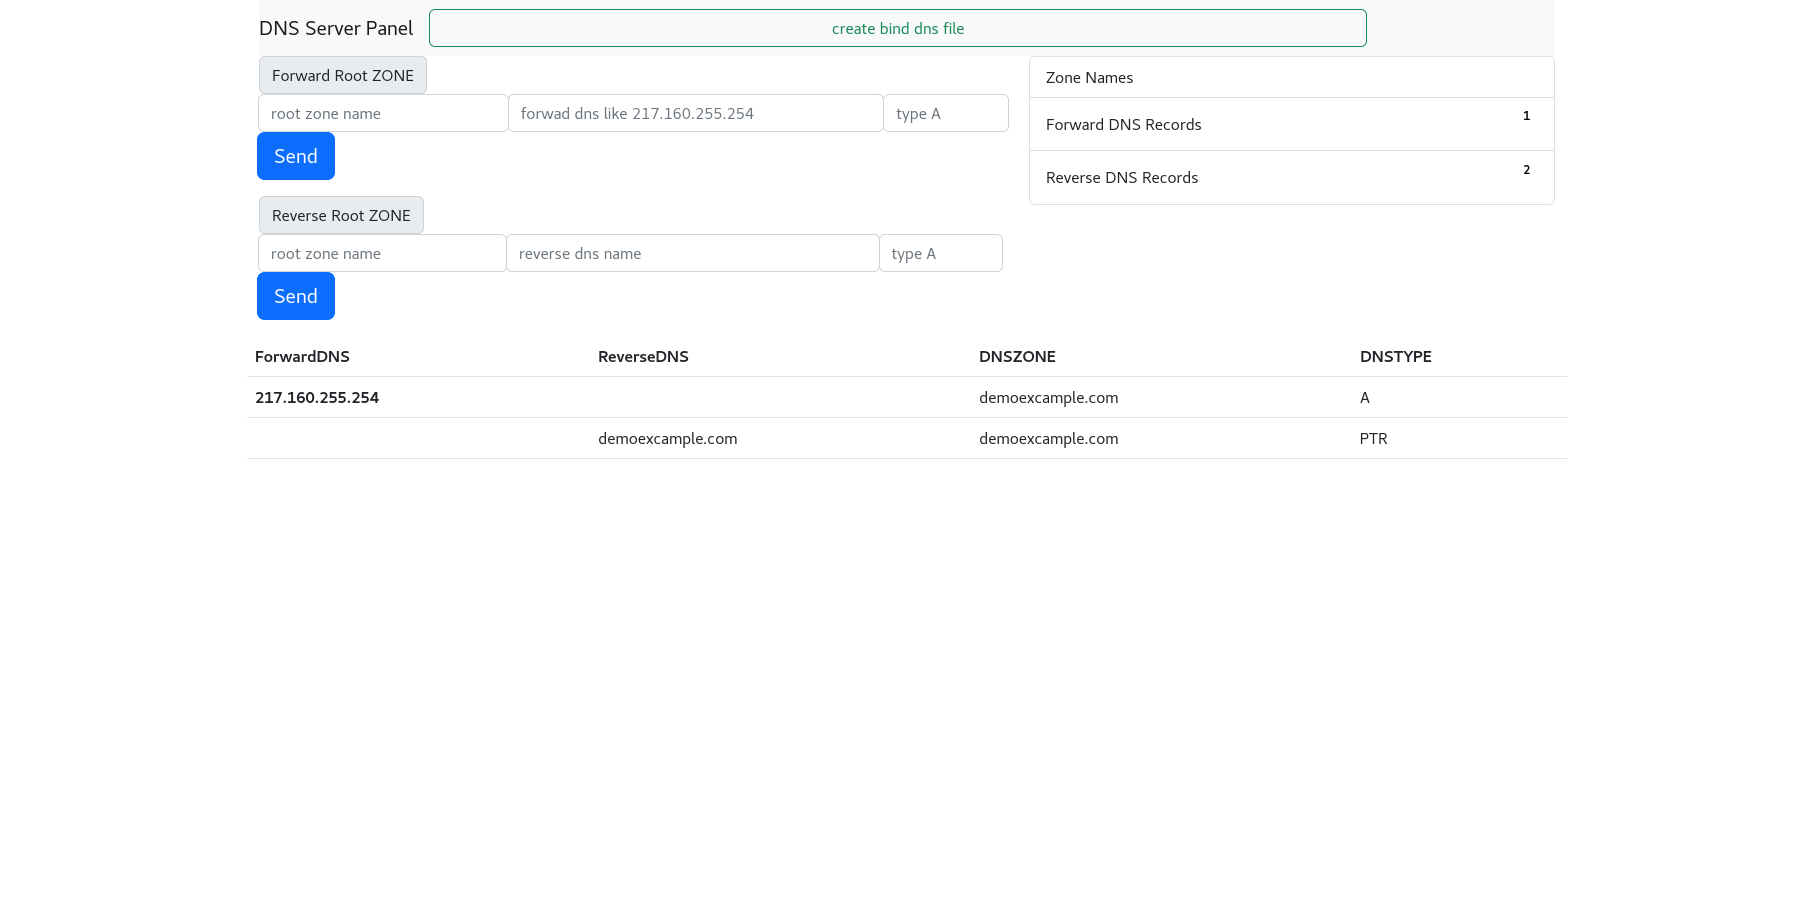 DNS Server Panel create bind dns file
Forward Root ZONE
root zone name forwad dns like 217.160.255.254 type A
Send
Reverse Root ZONE
root zone name reverse dns name type A
Send
Zone Names
Forward DNS Records 1
Reverse DNS Records 2
ForwardDNS ReverseDNS DNSZONE DNSTYPE
217.160.255.254 demoexcample.com A
demoexcample.com demoexcample.com PTR